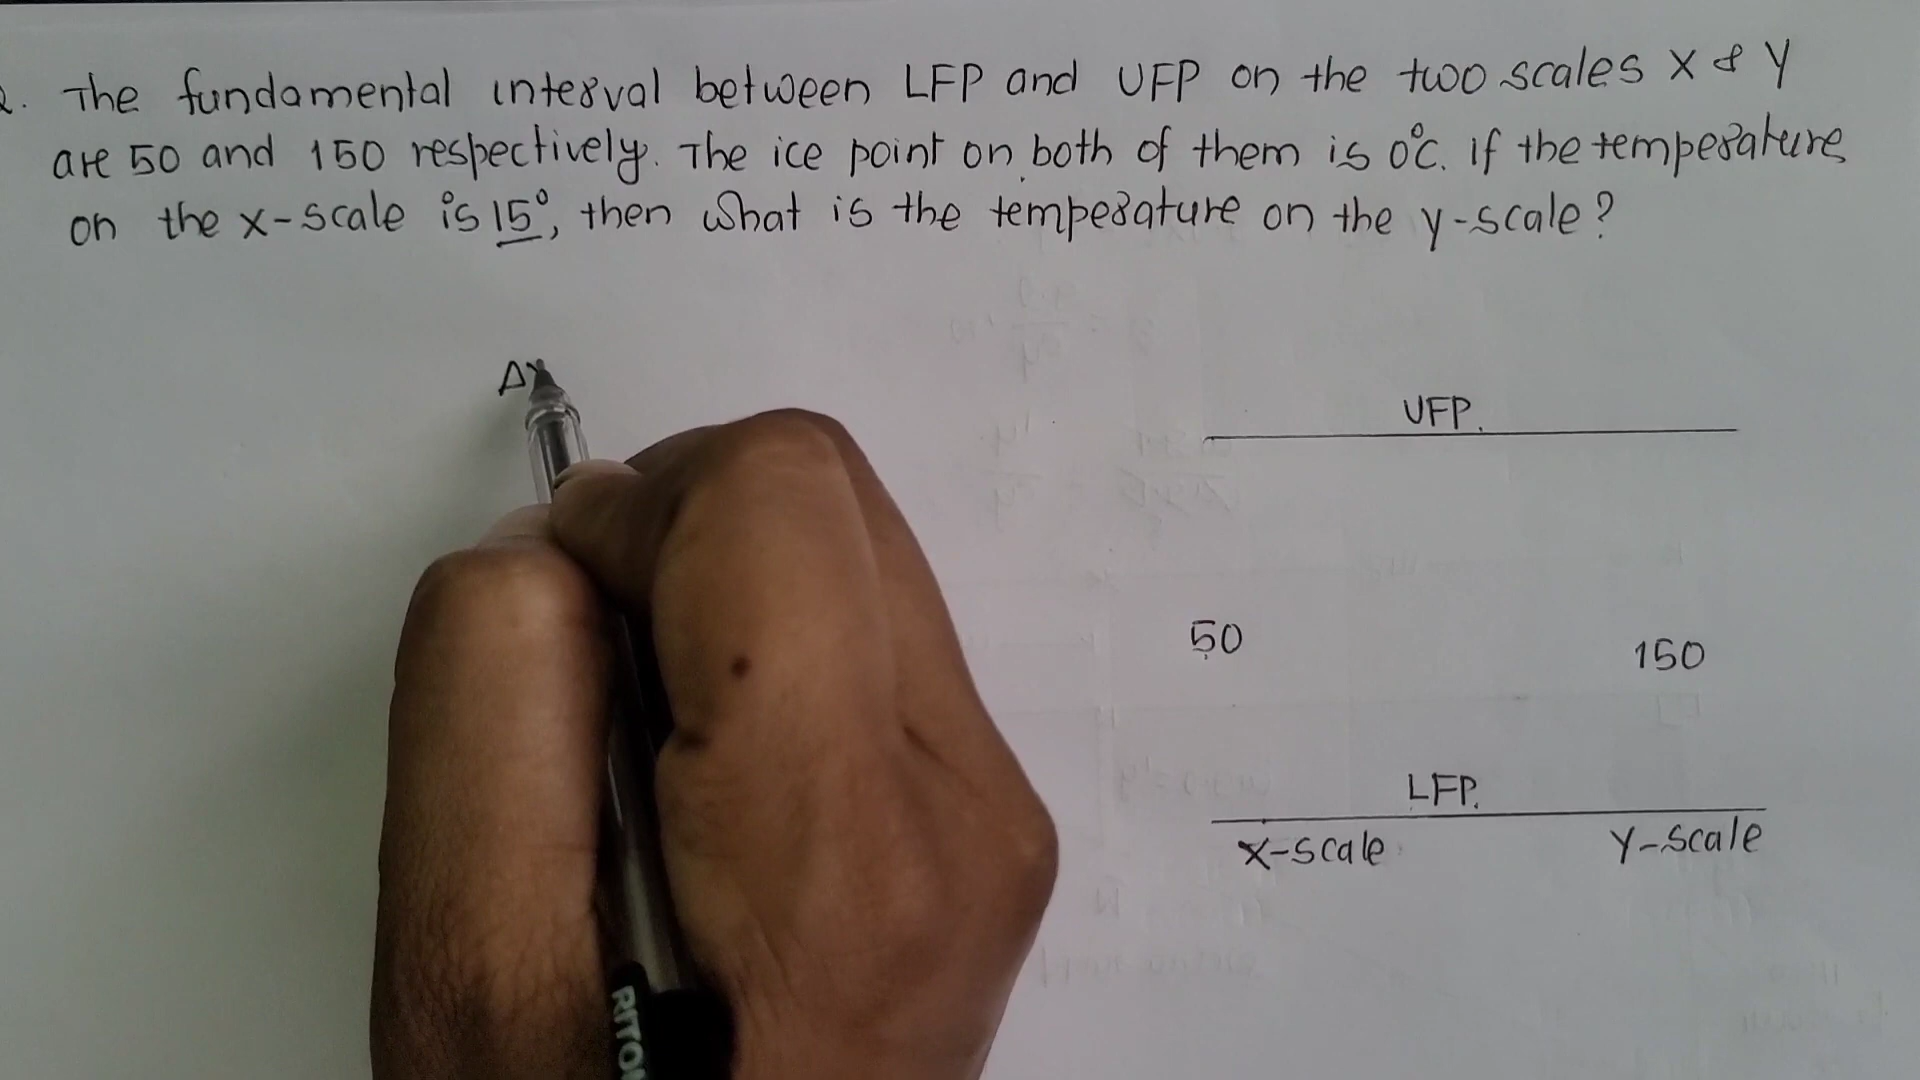 2. The fundamental interval between LFP and UFP on the two scales X & Y
are 50 and 150 respectively. The ice point on both of them is 0°C. If the temperature
on the x-scale is 15°, then what is the temperature on the y-scale?
ΔX
UFP.
50
150
LFP.
X-scale
Y-scale